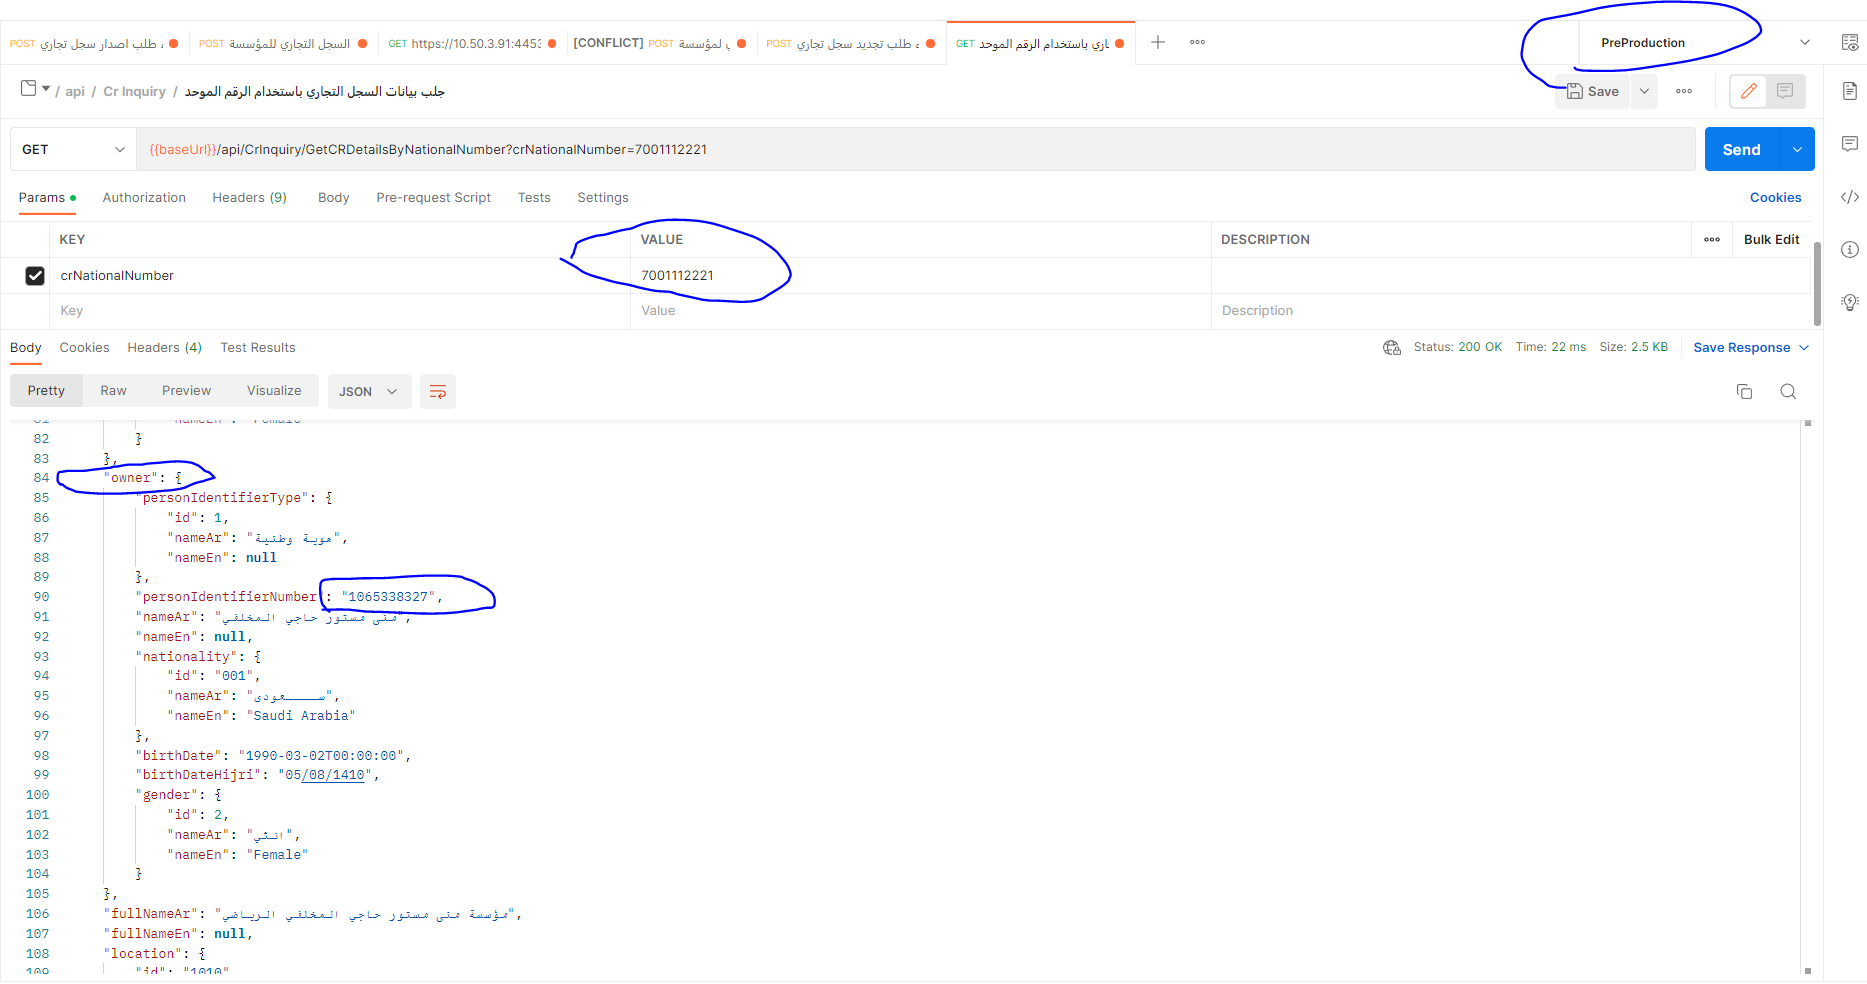 POST ء طلب اصدار سجل تجاري POST السجل التجاري للمؤسسة GET https://10.50.3.91:4453 [CONFLICT] POST لمؤسسة POST ء طلب تجديد سجل تجاري GET باستخدام الرقم الموحد + ooo PreProduction
/ api / Cr Inquiry / جلب بيانات السجل التجاري باستخدام الرقم الموحد Save ooo
GET {{baseUrl}}/api/CrInquiry/GetCRDetailsByNationalNumber?crNationalNumber=7001112221 Send
Params Authorization Headers (9) Body Pre-request Script Tests Settings Cookies
KEY VALUE DESCRIPTION ooo Bulk Edit
crNationalNumber 7001112221
Key Value Description
Body Cookies Headers (4) Test Results Status: 200 OK Time: 22 ms Size: 2.5 KB Save Response
Pretty Raw Preview Visualize JSON
81 "nameEn": "Female"
82 }
83 },
84 "owner": {
85 "personIdentifierType": {
86 "id": 1,
87 "nameAr": "هوية وطنية",
88 "nameEn": null
89 },
90 "personIdentifierNumber": "1065338327",
91 "nameAr": "منى مستور حاجي المخلفي",
92 "nameEn": null,
93 "nationality": {
94 "id": "001",
95 "nameAr": "ســـــعودى",
96 "nameEn": "Saudi Arabia"
97 },
98 "birthDate": "1990-03-02T00:00:00",
99 "birthDateHijri": "05/08/1410",
100 "gender": {
101 "id": 2,
102 "nameAr": "انثي",
103 "nameEn": "Female"
104 }
105 },
106 "fullNameAr": "مؤسسة منى مستور حاجي المخلفي الرياضي",
107 "fullNameEn": null,
108 "location": {
109 "id": "1010"